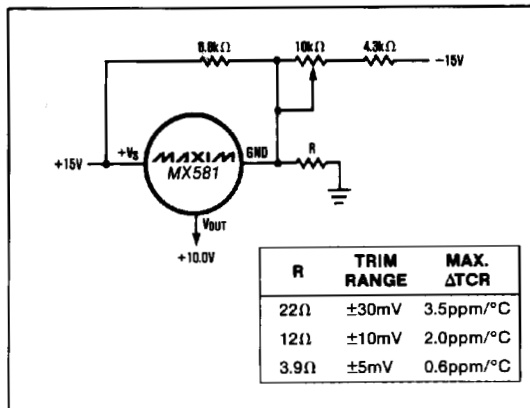 6.8kΩ 10kΩ 4.3kΩ
-15V
+15V +VS MAXIM GND R
MX581
VOUT
+10.0V
R TRIM RANGE MAX. ΔTCR
22Ω ±30mV 3.5ppm/°C
12Ω ±10mV 2.0ppm/°C
3.9Ω ±5mV 0.6ppm/°C